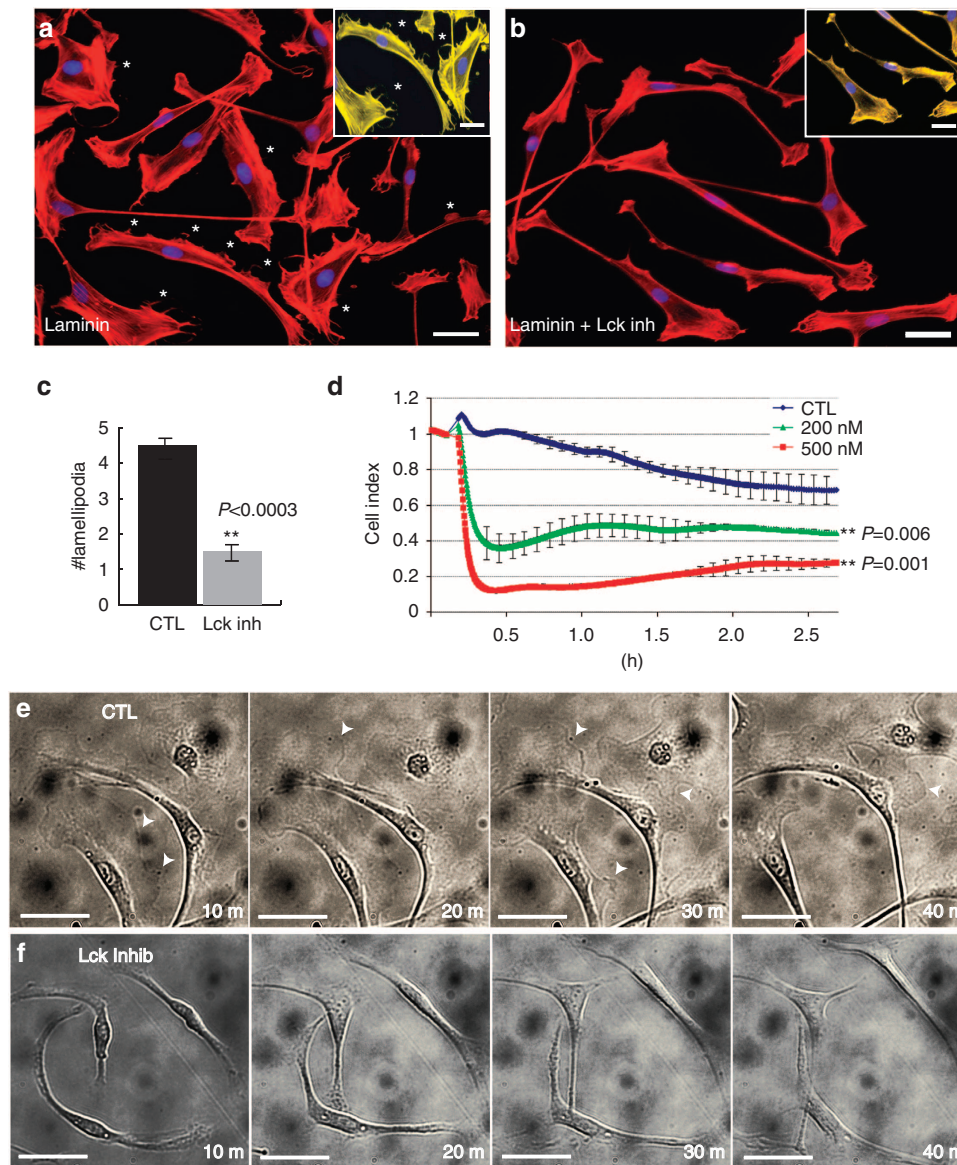 a
*
*
*
*
*
*
*
*
*
*
*
*
Laminin
b
Laminin + Lck inh
c
5
4
3
2
1
0
#lamellipodia
P<0.0003
**
CTL
Lck inh
d
1.2
1
0.8
0.6
0.4
0.2
0
Cell index
CTL
200 nM
500 nM
** P=0.006
** P=0.001
0.5
1.0
1.5
2.0
2.5
(h)
e
CTL
10 m
20 m
30 m
40 m
f
Lck Inhib
10 m
20 m
30 m
40 m